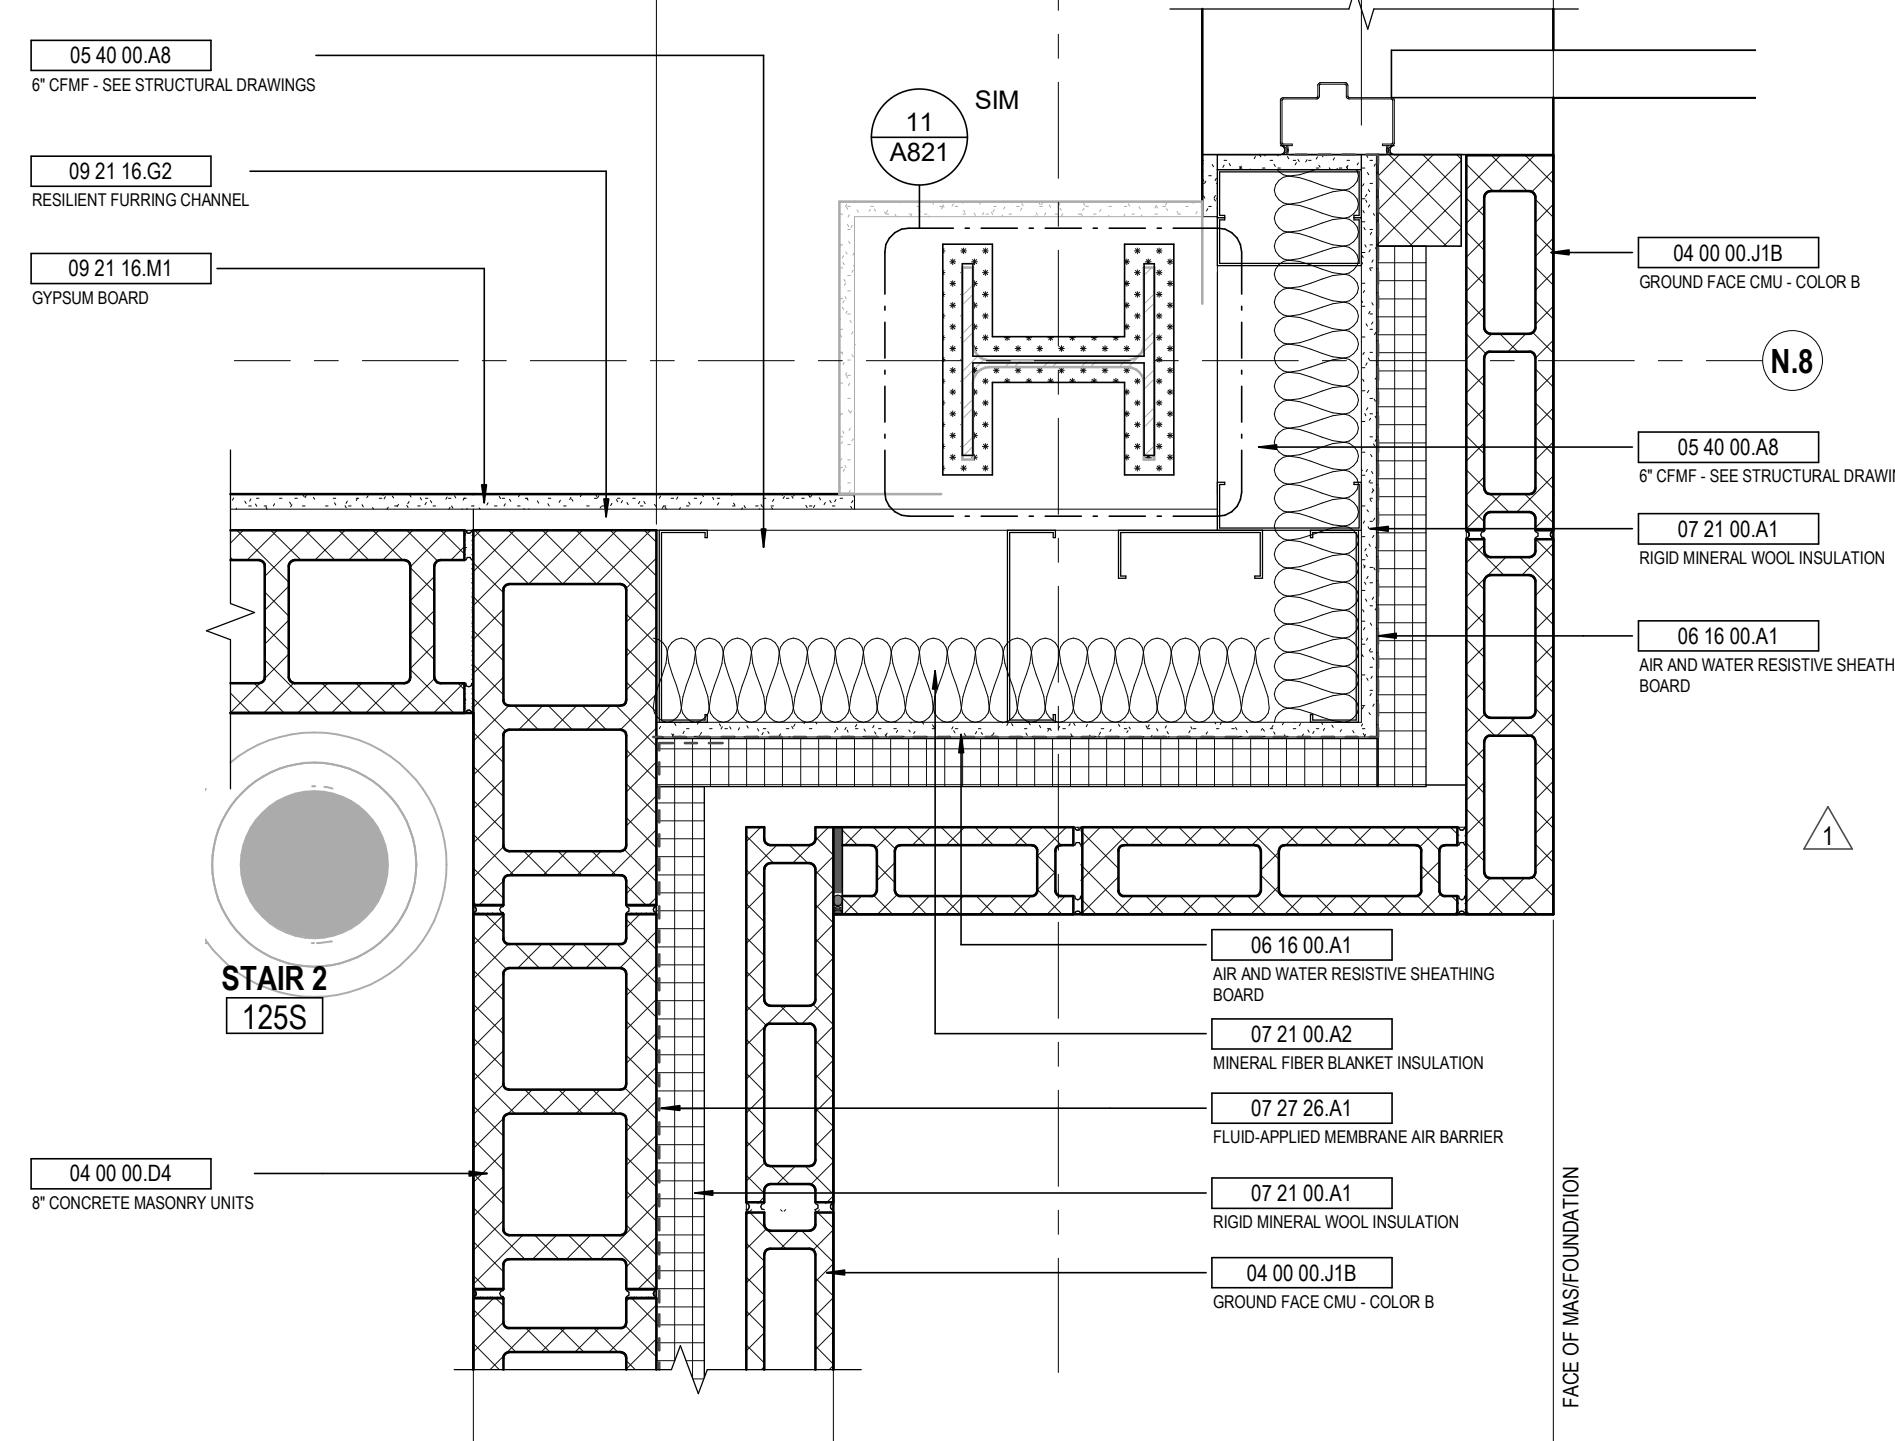 05 40 00.A8
6" CFMF - SEE STRUCTURAL DRAWINGS
09 21 16.G2
RESILIENT FURRING CHANNEL
09 21 16.M1
GYPSUM BOARD
11
A821
SIM
04 00 00.J1B
GROUND FACE CMU - COLOR B
N.8
05 40 00.A8
6" CFMF - SEE STRUCTURAL
07 21 00.A1
RIGID MINERAL WOOL INSULATION
06 16 00.A1
AIR AND WATER RESISTIVE
BOARD
1
STAIR 2
125S
04 00 00.D4
8" CONCRETE MASONRY UNITS
06 16 00.A1
AIR AND WATER RESISTIVE SHEATHING
BOARD
07 21 00.A2
MINERAL FIBER BLANKET INSULATION
07 27 26.A1
FLUID-APPLIED MEMBRANE AIR BARRIER
07 21 00.A1
RIGID MINERAL WOOL INSULATION
04 00 00.J1B
GROUND FACE CMU - COLOR B
FACE OF MAS/FOUNDATION